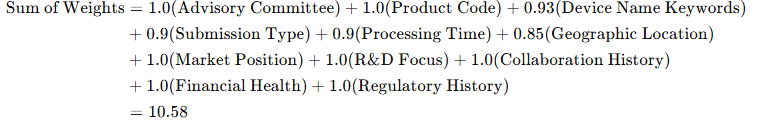 Sum of Weights = 1.0(Advisory Committee) + 1.0(Product Code) + 0.93(Device Name Keywords)
+ 0.9(Submission Type) + 0.9(Processing Time) + 0.85(Geographic Location)
+ 1.0(Market Position) + 1.0(R&D Focus) + 1.0(Collaboration History)
+ 1.0(Financial Health) + 1.0(Regulatory History)
= 10.58